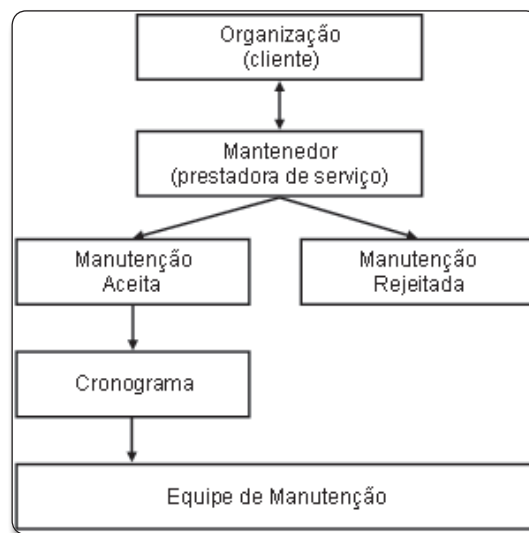 Organização
(cliente)
Mantenedor
(prestadora de serviço)
Manutenção
Aceita
Manutenção
Rejeitada
Cronograma
Equipe de Manutenção